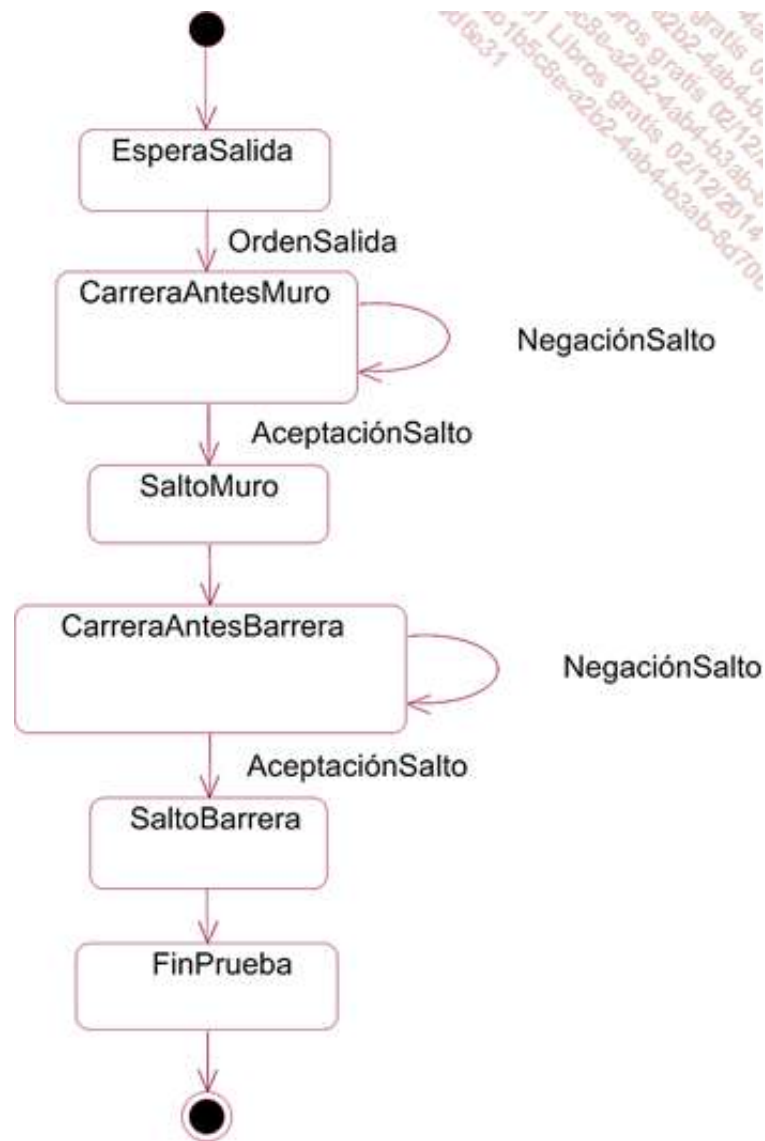 EsperaSalida
OrdenSalida
CarreraAntesMuro
NegaciónSalto
AceptaciónSalto
SaltoMuro
CarreraAntesBarrera
NegaciónSalto
AceptaciónSalto
SaltoBarrera
FinPrueba